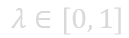 λ ∈ [0, 1]